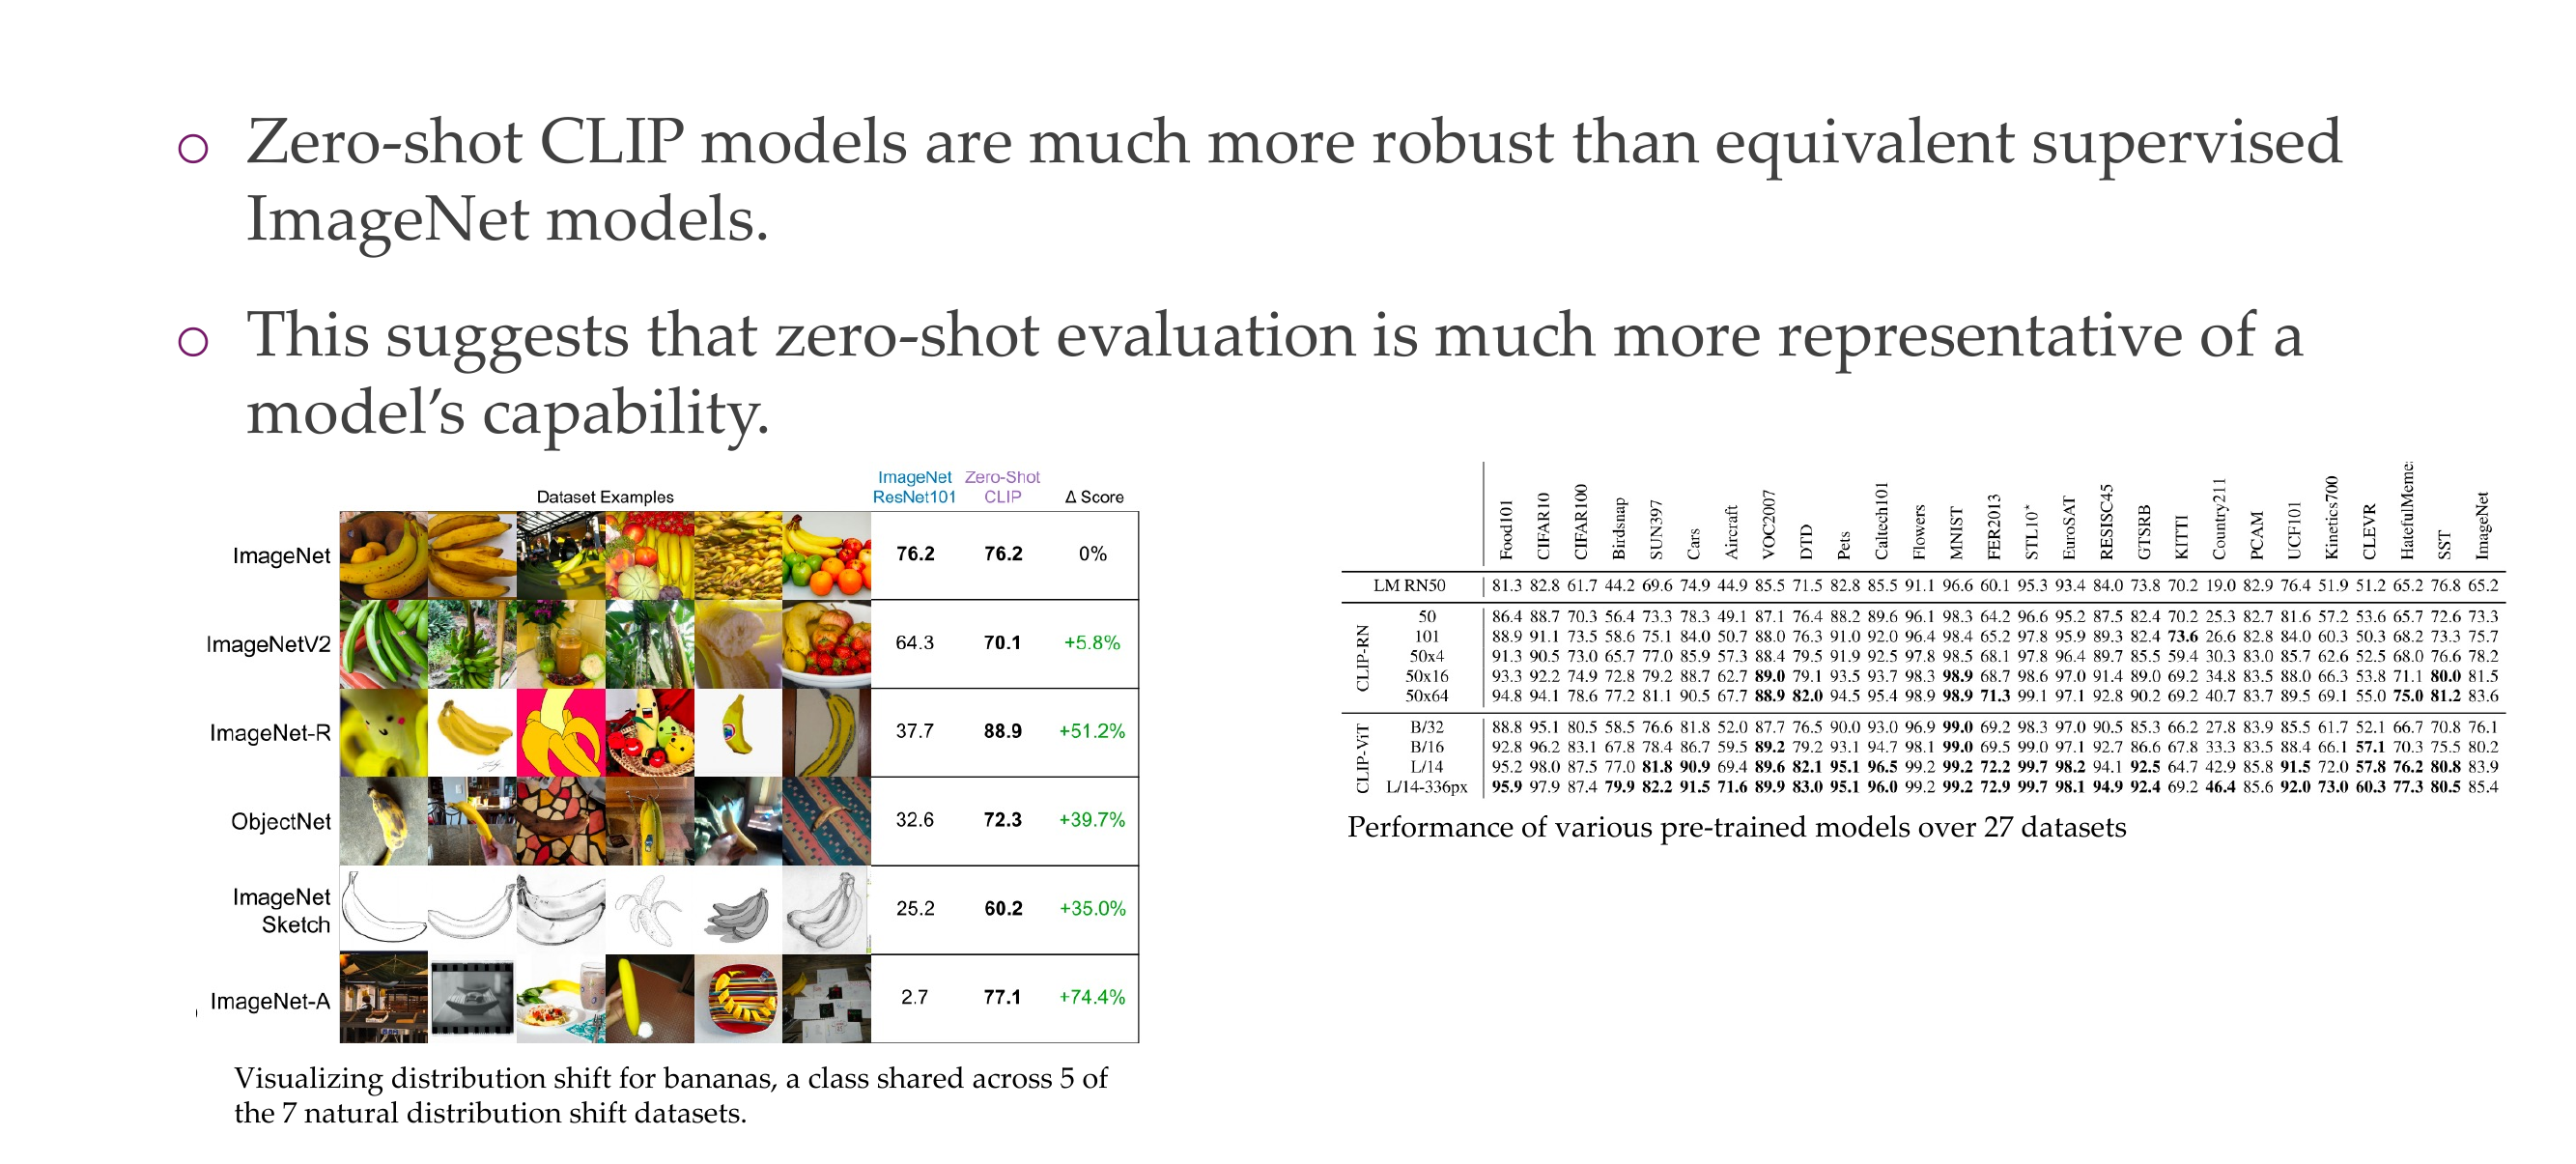 ○ Zero-shot CLIP models are much more robust than equivalent supervised
ImageNet models.
○ This suggests that zero-shot evaluation is much more representative of a
model's capability.
Dataset Examples ImageNet ResNet101 Zero-Shot CLIP Δ Score
ImageNet 76.2 76.2 0%
ImageNetV2 64.3 70.1 +5.8%
ImageNet-R 37.7 88.9 +51.2%
ObjectNet 32.6 72.3 +39.7%
ImageNet Sketch 25.2 60.2 +35.0%
ImageNet-A 2.7 77.1 +74.4%
Visualizing distribution shift for bananas, a class shared across 5 of
the 7 natural distribution shift datasets.
Food101 CIFAR10 CIFAR100 Birdsnap SUN397 Cars Aircraft VOC2007 DTD Pets Caltech101 Flowers MNIST FER2013 STL10* EuroSAT RESISC45 GTSRB KITTI Country211 PCAM UCF101 Kinetics700 CLEVR HatefulMeme SST ImageNet
LM RN50 81.3 82.8 61.7 44.2 69.6 74.9 44.9 85.5 71.5 82.8 85.5 91.1 96.6 60.1 95.3 93.4 84.0 73.8 70.2 19.0 82.9 76.4 51.9 51.2 65.2 76.8 65.2
CLIP-RN
50 86.4 88.7 70.3 56.4 73.3 78.3 49.1 87.1 76.4 88.2 89.6 96.1 98.3 64.2 96.6 95.2 87.5 82.4 70.2 25.3 82.7 81.6 57.2 53.6 65.7 72.6 73.3
101 88.9 91.1 73.5 58.6 75.1 84.0 50.7 88.0 76.3 91.0 92.0 96.4 98.4 65.2 97.8 95.9 89.3 82.4 73.6 26.6 82.8 84.0 60.3 50.3 68.2 73.3 75.7
50x4 91.3 90.5 73.0 65.7 77.0 85.9 57.3 88.4 79.5 91.9 92.5 97.8 98.5 68.1 97.8 96.4 89.7 85.5 59.4 30.3 83.0 85.7 62.6 52.5 68.0 76.6 78.2
50x16 93.3 92.2 74.9 72.8 79.2 88.7 62.7 89.0 79.1 93.5 93.7 98.3 98.9 68.7 98.6 97.0 91.4 89.0 69.2 34.8 83.5 88.0 66.3 53.8 71.1 80.0 81.5
50x64 94.8 94.1 78.6 77.2 81.1 90.5 67.7 88.9 82.0 94.5 95.4 98.9 98.9 71.3 99.1 97.1 92.8 90.2 69.2 40.7 83.7 89.5 69.1 55.0 75.0 81.2 83.6
CLIP-ViT
B/32 88.8 95.1 80.5 58.5 76.6 81.8 52.0 87.7 76.5 90.0 93.0 96.9 99.0 69.2 98.3 97.0 90.5 85.3 66.2 27.8 83.9 85.5 61.7 52.1 66.7 70.8 76.1
B/16 92.8 96.2 83.1 67.8 78.4 86.7 59.5 89.2 79.2 93.1 94.7 98.1 99.0 69.5 99.0 97.1 92.7 86.6 67.8 33.3 83.5 88.4 66.1 57.1 70.3 75.5 80.2
L/14 95.2 98.0 87.5 77.0 81.8 90.9 69.4 89.6 82.1 95.1 96.5 99.2 99.2 72.2 99.7 98.2 94.1 92.5 64.7 42.9 85.8 91.5 72.0 57.8 76.2 80.8 83.9
L/14-336px 95.9 97.9 87.4 79.9 82.2 91.5 71.6 89.9 83.0 95.1 96.0 99.2 99.2 72.9 99.7 98.1 94.9 92.4 69.2 46.4 85.6 92.0 73.0 60.3 77.3 80.5 85.4
Performance of various pre-trained models over 27 datasets